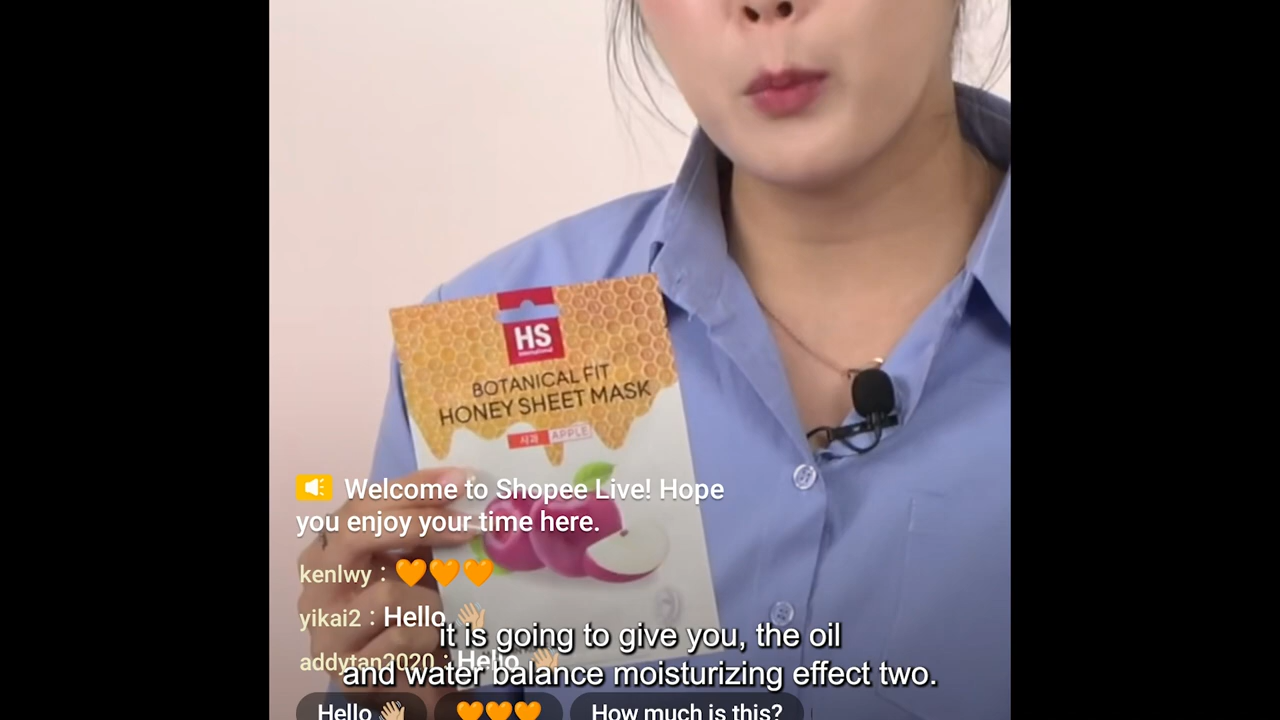 HS
international
BOTANICAL FIT
HONEY SHEET MASK
사과 APPLE
Welcome to Shopee Live! Hope
you enjoy your time here.
kenlwy : 🧡🧡🧡
yikai2 : Hello 👋🏼
addytan2020 : Hello 👋🏼
it is going to give you, the oil
and water balance moisturizing effect two.
Hello 👋🏼 🧡🧡🧡 How much is this?